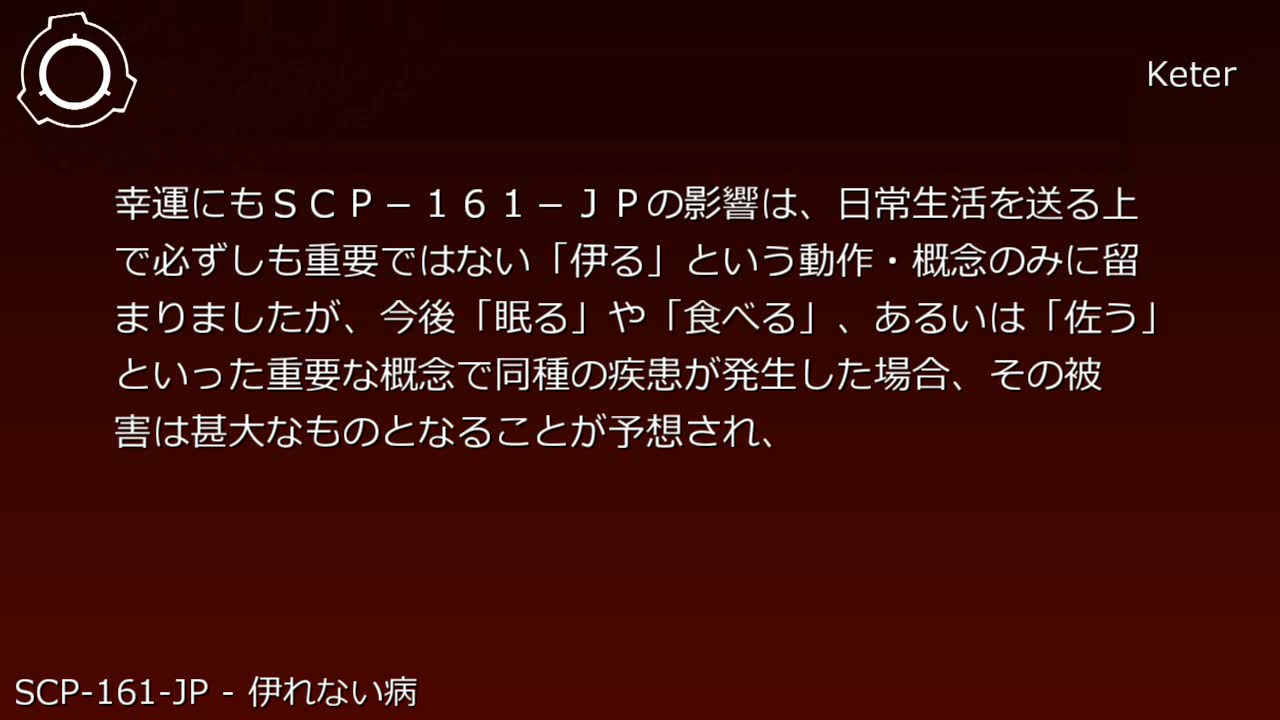 Keter
幸運にもＳＣＰ－１６１－ＪＰの影響は、日常生活を送る上
で必ずしも重要ではない「伊る」という動作・概念のみに留
まりましたが、今後「眠る」や「食べる」、あるいは「佐う」
といった重要な概念で同種の疾患が発生した場合、その被
害は甚大なものとなることが予想され、
SCP-161-JP - 伊れない病